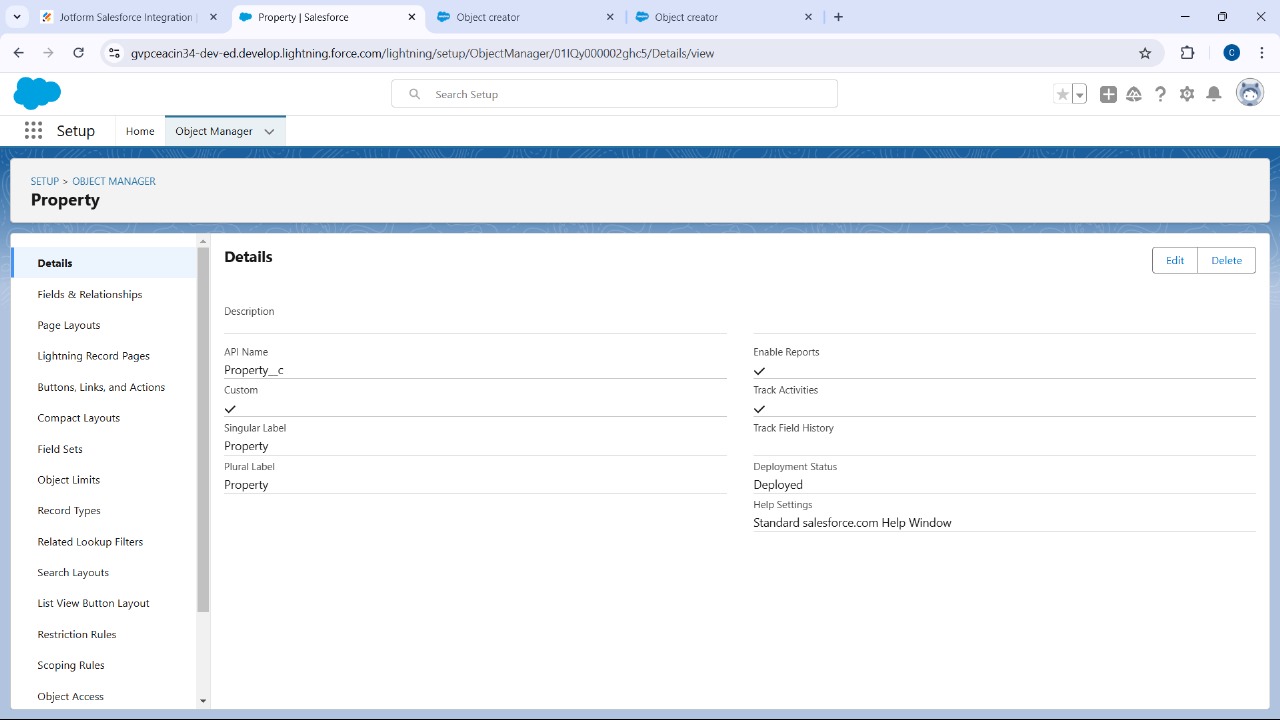 Jotform Salesforce Integration |
Property | Salesforce
Object creator
Object creator
gvpceacin34-dev-ed.develop.lightning.force.com/lightning/setup/ObjectManager/01IQy000002ghc5/Details/view
C
Search Setup
Setup
Home
Object Manager
SETUP > OBJECT MANAGER
Property
Details
Fields & Relationships
Page Layouts
Lightning Record Pages
Buttons, Links, and Actions
Compact Layouts
Field Sets
Object Limits
Record Types
Related Lookup Filters
Search Layouts
List View Button Layout
Restriction Rules
Scoping Rules
Object Access
Details
Edit
Delete
Description
API Name
Property__c
Custom
Singular Label
Property
Plural Label
Property
Enable Reports
Track Activities
Track Field History
Deployment Status
Deployed
Help Settings
Standard salesforce.com Help Window